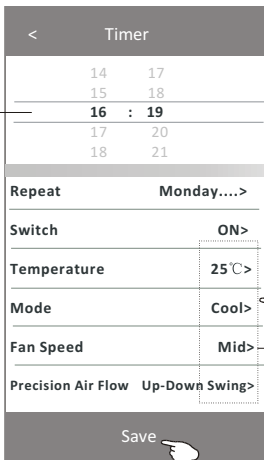 < Timer
14 17
15 18
16 : 19
17 20
18 21
Repeat Monday....>
Switch ON>
Temperature 25℃>
Mode Cool>
Fan Speed Mid>
Precision Air Flow Up-Down Swing>
Save